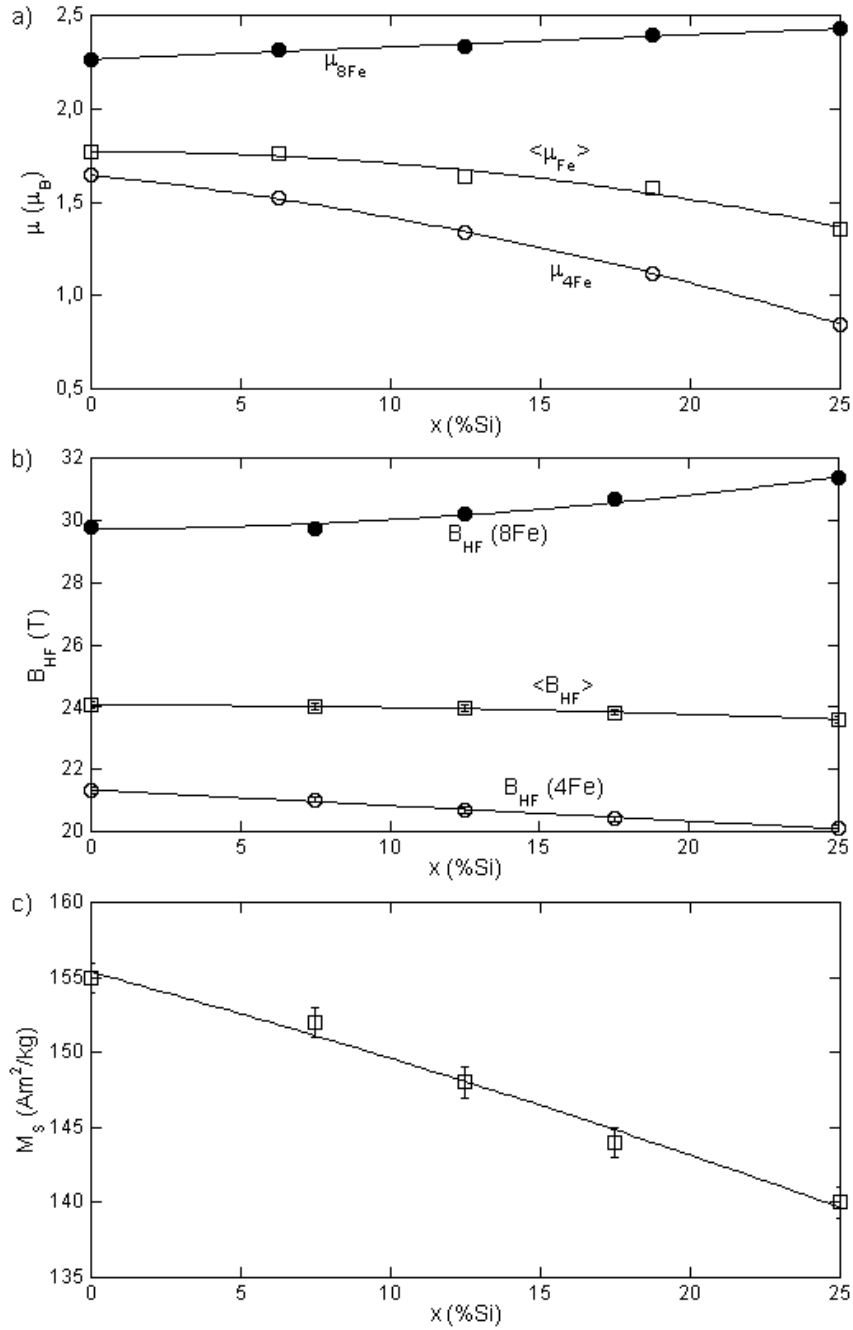 a)
2,5
2,0
1,5
1,0
0,5
μ (μB)
μ8Fe
<μFe>
μ4Fe
0 5 10 15 20 25
x (%Si)
b)
32
30
28
26
24
22
21
20
BHF (T)
BHF (8Fe)
<BHF>
BHF (4Fe)
0 5 10 15 20 25
x (%Si)
c)
160
155
150
145
140
135
MS (Am²/kg)
0 5 10 15 20 25
x (%Si)